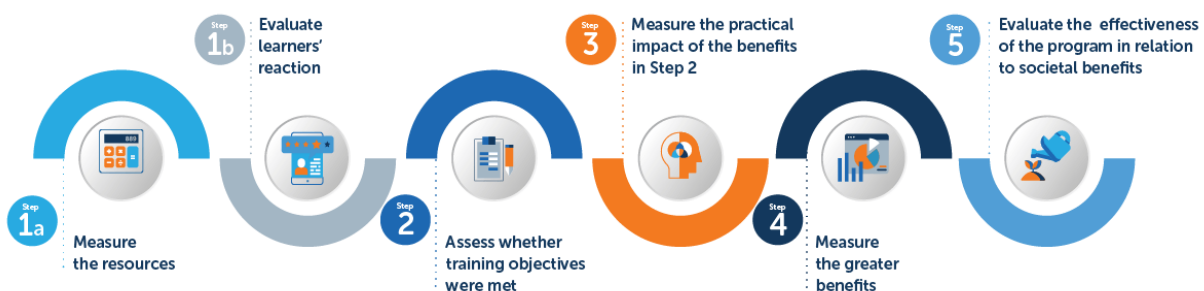 Step
1a
Measure
the resources
Step
1b
Evaluate
learners'
reaction
Step
2
Assess whether
training objectives
were met
Step
3
Measure the practical
impact of the benefits
in Step 2
Step
4
Measure
the greater
benefits
Step
5
Evaluate the effectiveness
of the program in relation
to societal benefits